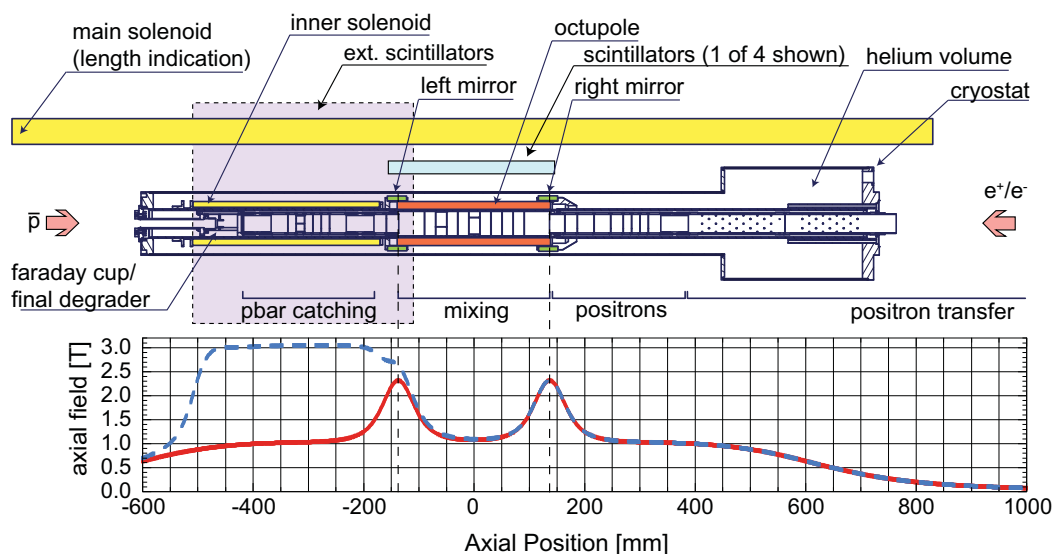 inner solenoid
octupole
main solenoid
(length indication)
ext. scintillators
scintillators (1 of 4 shown)
helium volume
left mirror
right mirror
cryostat
p̅
e⁺/e⁻
faraday cup/
final degrader
pbar catching
mixing
positrons
positron transfer
axial field [T]
3.0
2.5
2.0
1.5
1.0
0.5
0.0
-600
-400
-200
0
200
400
600
800
1000
Axial Position [mm]